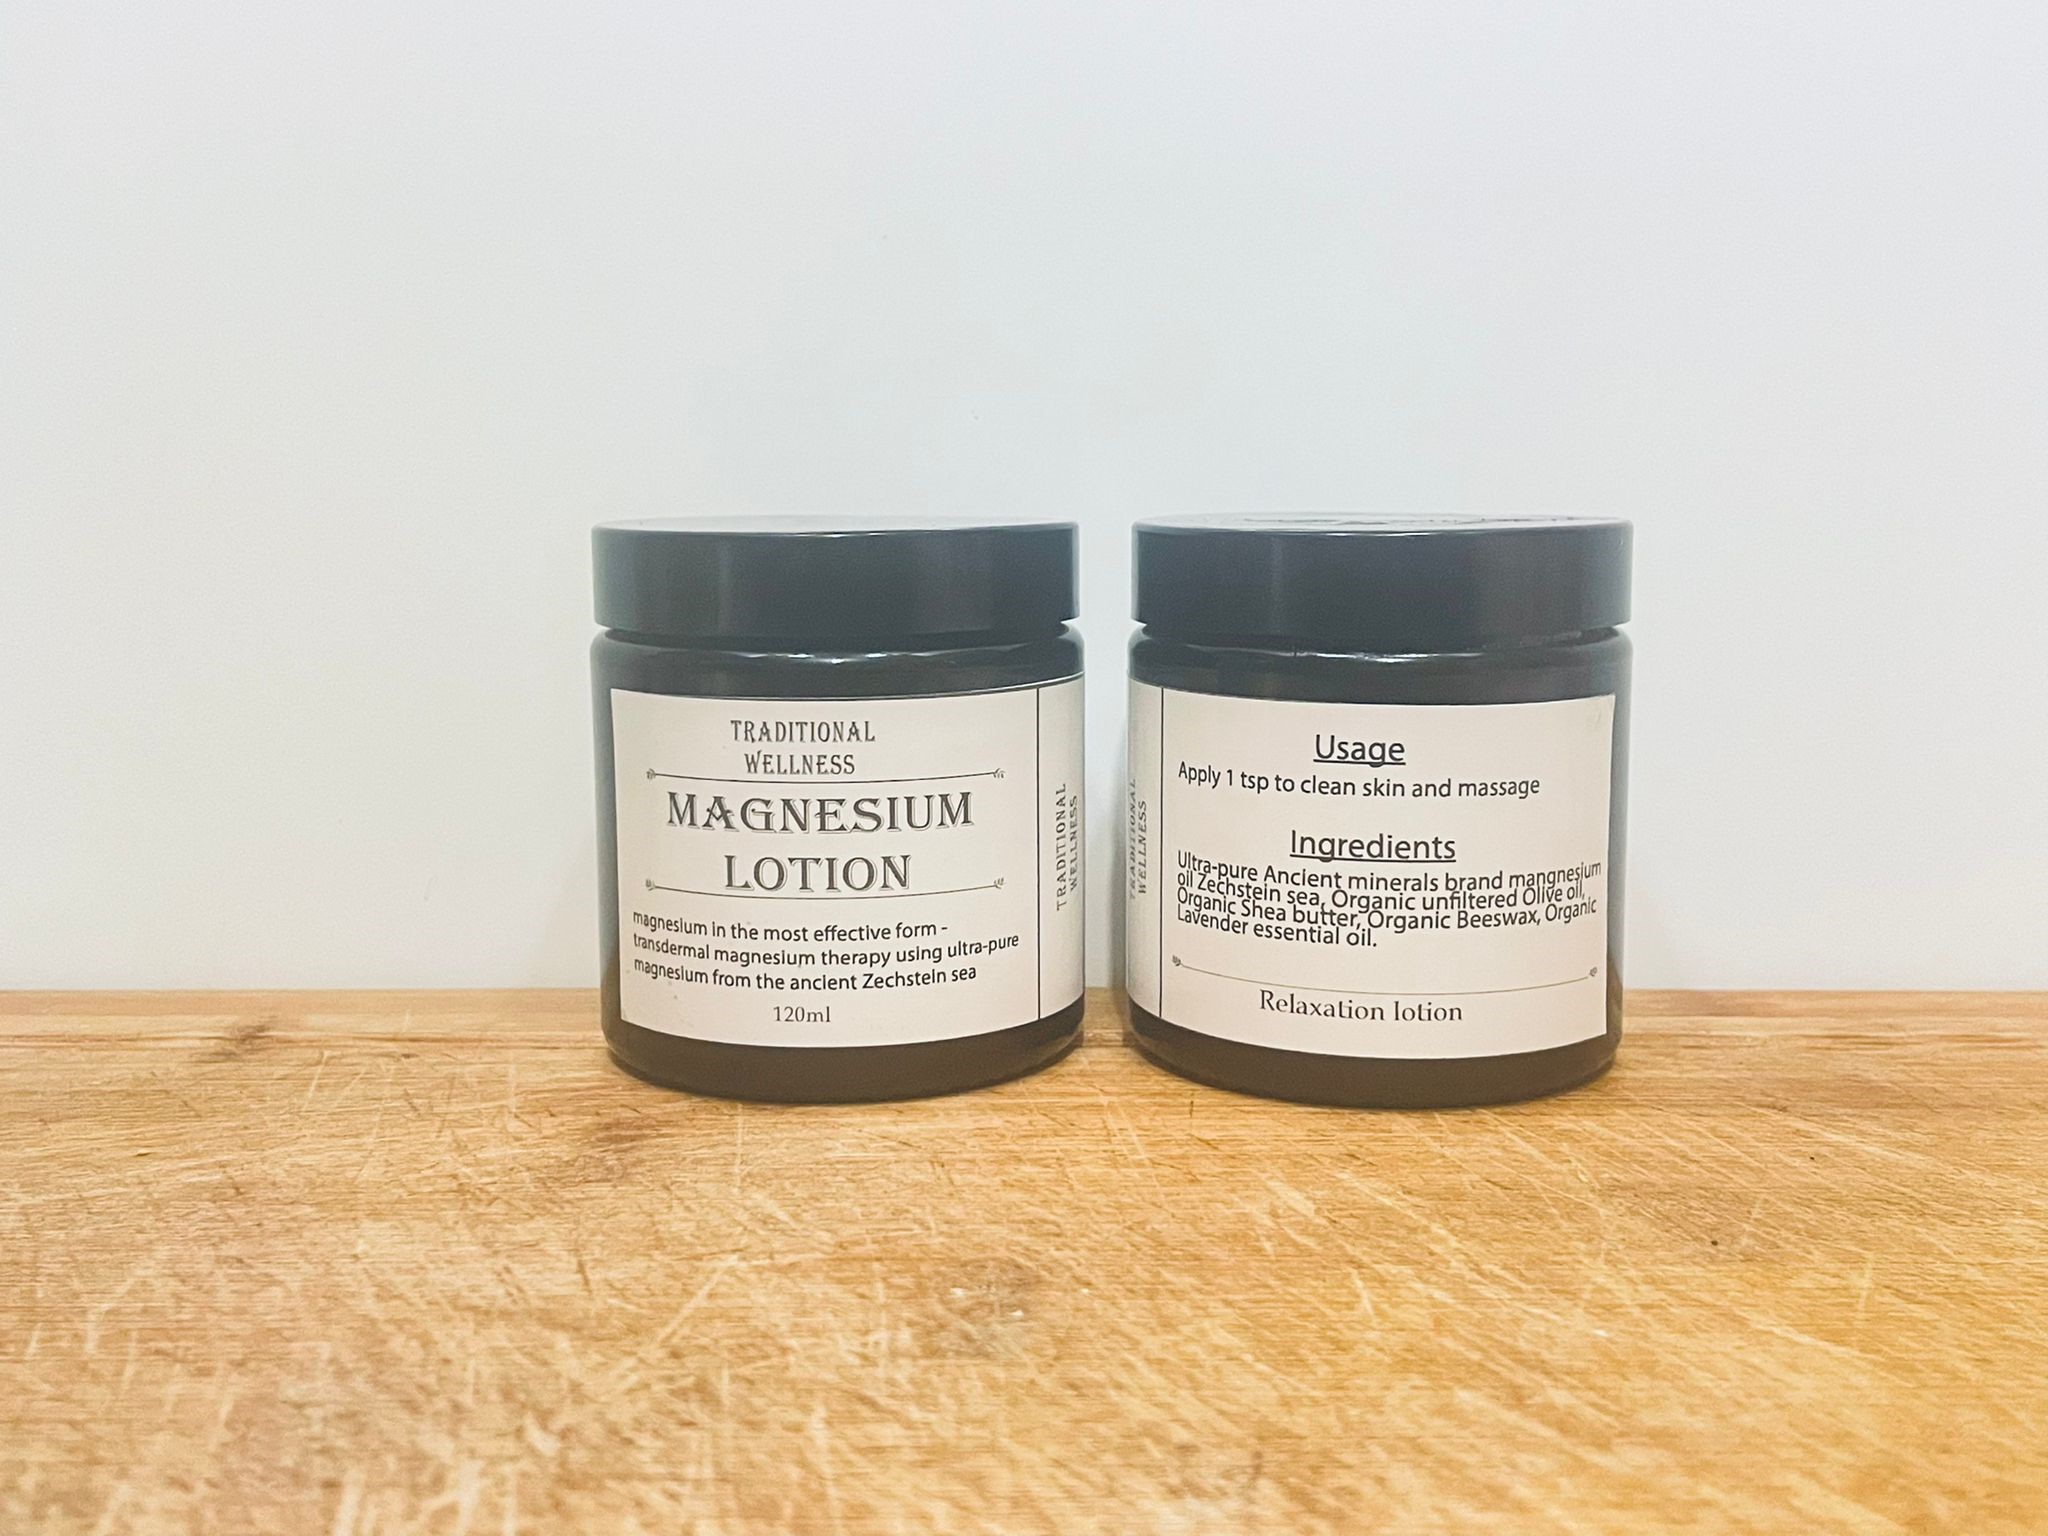 TRADITIONAL
WELLNESS
MAGNESIUM
LOTION
magnesium in the most effective form -
transdermal magnesium therapy using ultra-pure
magnesium from the ancient Zechstein sea
120ml
TRADITIONAL
WELLNESS
TRADITIONAL
WELLNESS
Usage
Apply 1 tsp to clean skin and massage
Ingredients
Ultra-pure Ancient minerals brand mangnesium
oil Zechstein sea, Organic unfiltered Olive oil,
Organic Shea butter, Organic Beeswax, Organic
Lavender essential oil.
Relaxation lotion